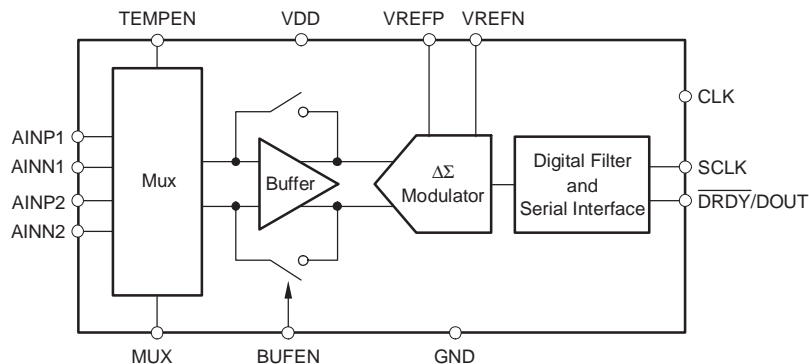 TEMPEN
VDD
VREFP
VREFN
CLK
AINP1
AINN1
AINP2
AINN2
Mux
Buffer
ΔΣ
Modulator
Digital Filter
and
Serial Interface
SCLK
DRDY/DOUT
MUX
BUFEN
GND